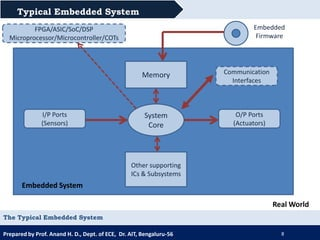 Typical Embedded System
FPGA/ASIC/SoC/DSP
Microprocessor/Microcontroller/COTs
Embedded
Firmware
Memory
Communication
Interfaces
I/P Ports
(Sensors)
System
Core
O/P Ports
(Actuators)
Other supporting
ICs & Subsystems
Embedded System
Real World
The Typical Embedded System
Prepared by Prof. Anand H. D., Dept. of ECE, Dr. AIT, Bengaluru-56
8